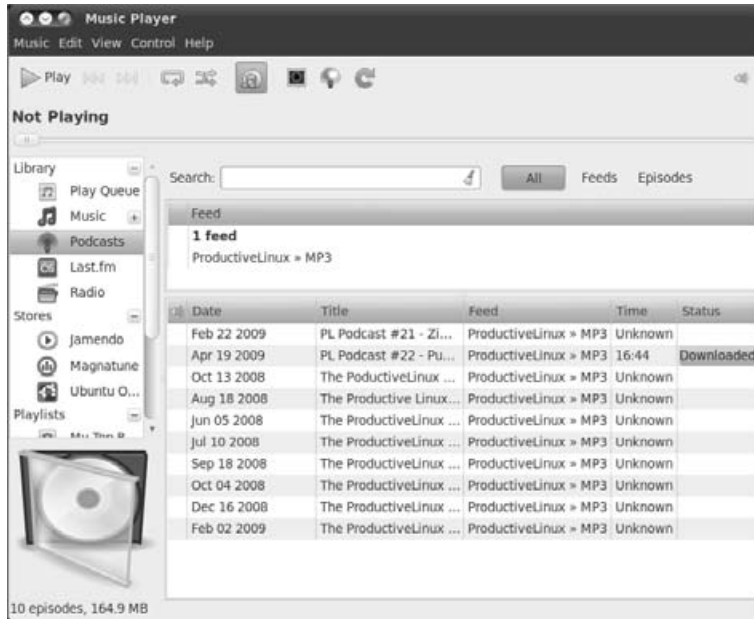 Music Player
Music Edit View Control Help
Play
Not Playing
Library
Play Queue
Music
Podcasts
Last.fm
Radio
Stores
Jamendo
Magnatune
Ubuntu O...
Playlists
Search:
All Feeds Episodes
Feed
1 feed
ProductiveLinux » MP3
Date Title Feed Time Status
Feb 22 2009 PL Podcast #21 - Zi... ProductiveLinux » MP3 Unknown
Apr 19 2009 PL Podcast #22 - Pu... ProductiveLinux » MP3 16:44 Downloaded
Oct 13 2008 The PoductiveLinux ... ProductiveLinux » MP3 Unknown
Aug 18 2008 The Productive Linux... ProductiveLinux » MP3 Unknown
Jun 05 2008 The ProductiveLinux ... ProductiveLinux » MP3 Unknown
Jul 10 2008 The ProductiveLinux ... ProductiveLinux » MP3 Unknown
Sep 18 2008 The ProductiveLinux ... ProductiveLinux » MP3 Unknown
Oct 04 2008 The ProductiveLinux ... ProductiveLinux » MP3 Unknown
Dec 16 2008 The ProductiveLinux ... ProductiveLinux » MP3 Unknown
Feb 02 2009 The ProductiveLinux ... ProductiveLinux » MP3 Unknown
10 episodes, 164.9 MB